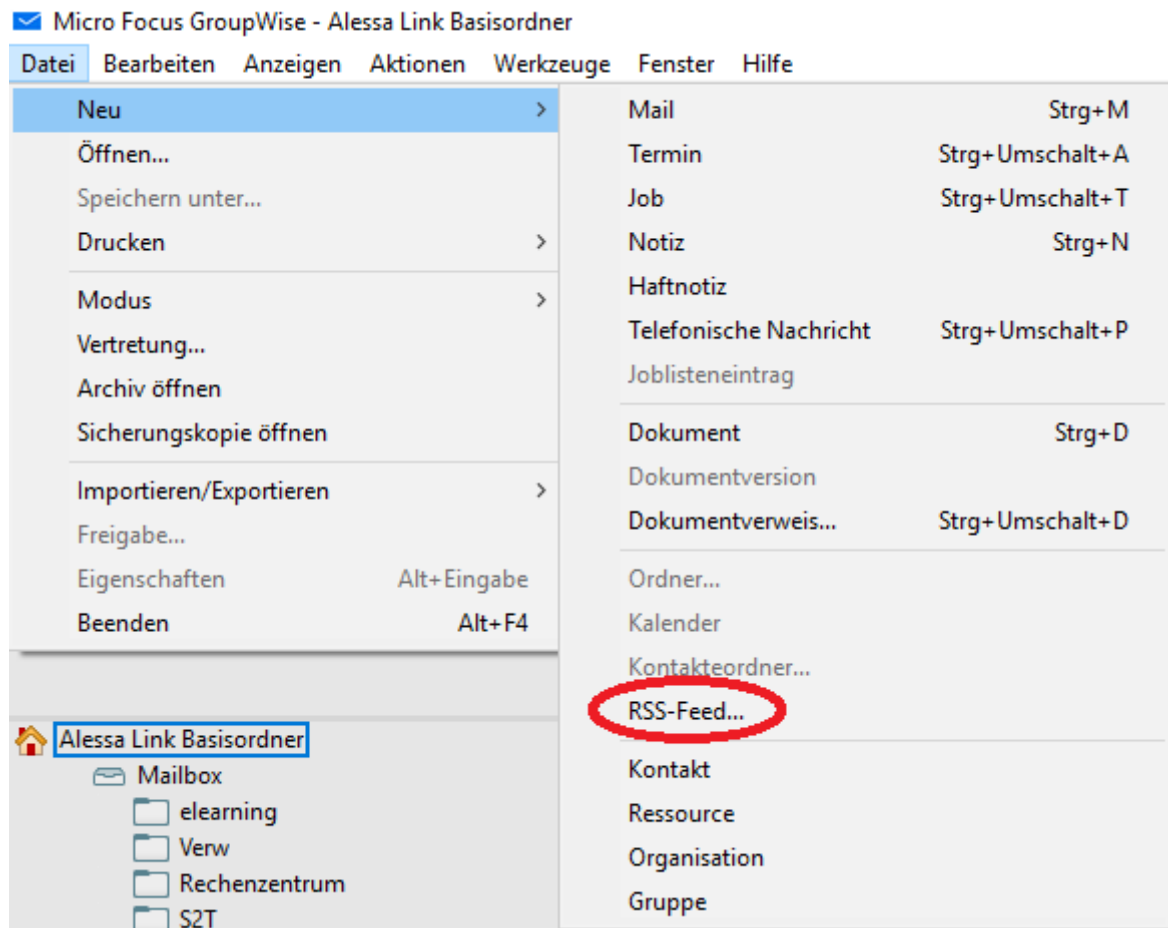 Micro Focus GroupWise - Alessa Link Basisordner
Datei Bearbeiten Anzeigen Aktionen Werkzeuge Fenster Hilfe
Neu
Öffnen...
Speichern unter...
Drucken
Modus
Vertretung...
Archiv öffnen
Sicherungskopie öffnen
Importieren/Exportieren
Freigabe...
Eigenschaften Alt+Eingabe
Beenden Alt+F4
Mail Strg+M
Termin Strg+Umschalt+A
Job Strg+Umschalt+T
Notiz Strg+N
Haftnotiz
Telefonische Nachricht Strg+Umschalt+P
Joblisteneintrag
Dokument Strg+D
Dokumentversion
Dokumentverweis... Strg+Umschalt+D
Ordner...
Kalender
Kontakteordner...
RSS-Feed...
Kontakt
Ressource
Organisation
Gruppe
Alessa Link Basisordner
Mailbox
elearning
Verw
Rechenzentrum
S2T